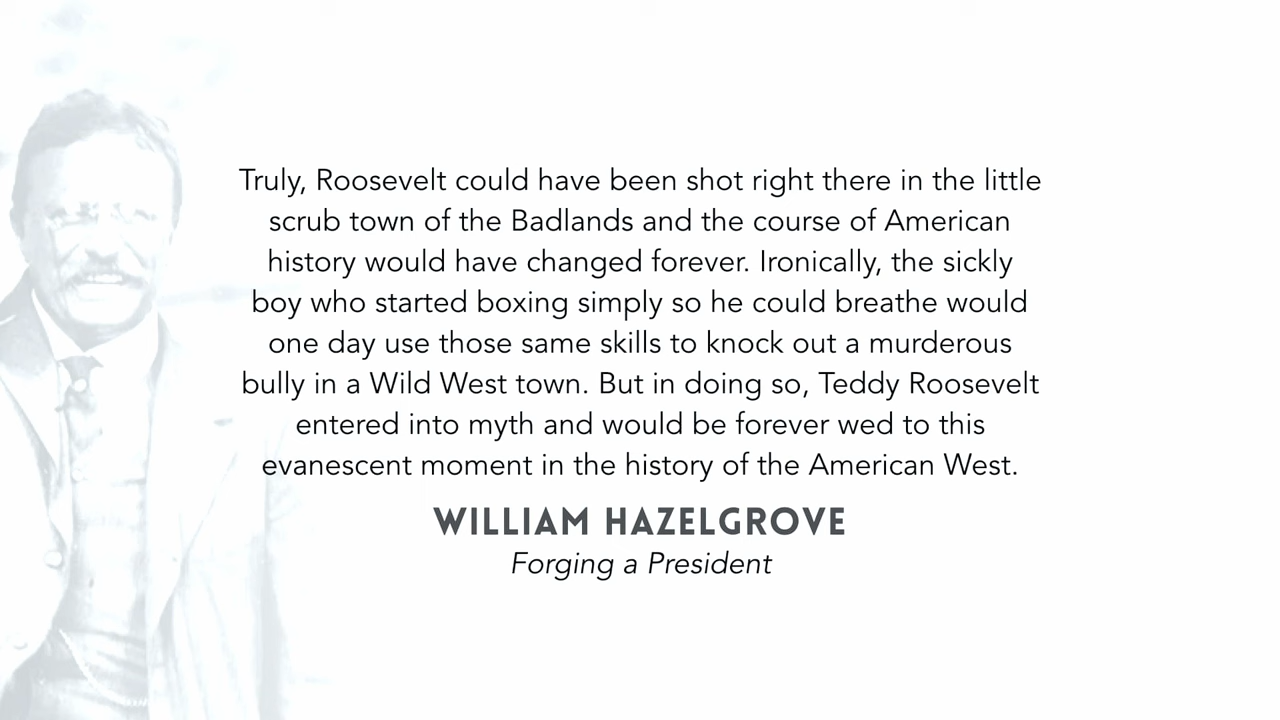 Truly, Roosevelt could have been shot right there in the little
scrub town of the Badlands and the course of American
history would have changed forever. Ironically, the sickly
boy who started boxing simply so he could breathe would
one day use those same skills to knock out a murderous
bully in a Wild West town. But in doing so, Teddy Roosevelt
entered into myth and would be forever wed to this
evanescent moment in the history of the American West.
WILLIAM HAZELGROVE
Forging a President